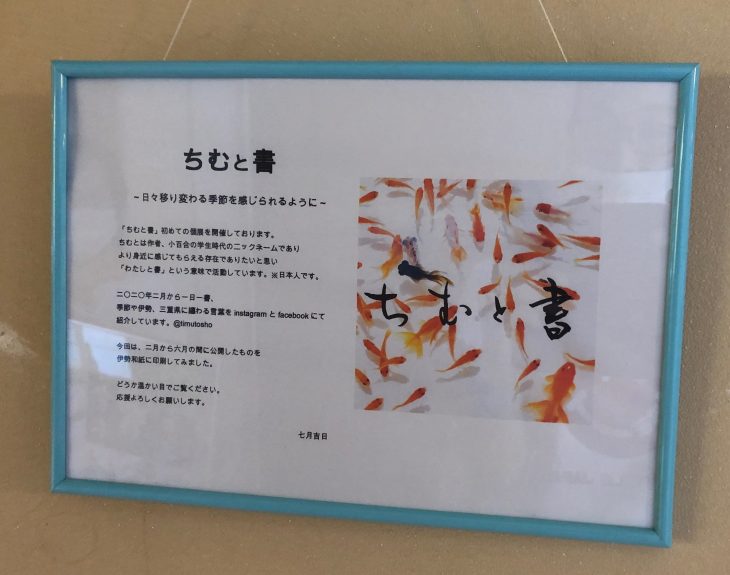 ちむと書
～日々移り変わる季節を感じられるように～
「ちむと書」初めての個展を開催しております。
ちむとは作者、小百合の学生時代のニックネームであり
より身近に感じてもらえる存在でありたいと思い
「わたしと書」という意味で活動しています。※日本人です。
二〇二〇年二月から一日一書、
季節や伊勢、三重県に纏わる言葉を instagram と facebook にて
紹介しています。@timutosho
今回は、二月から六月の間に公開したものを
伊勢和紙に印刷してみました。
どうか温かい目でご覧ください。
応援よろしくお願いします。
七月吉日
ちむと書